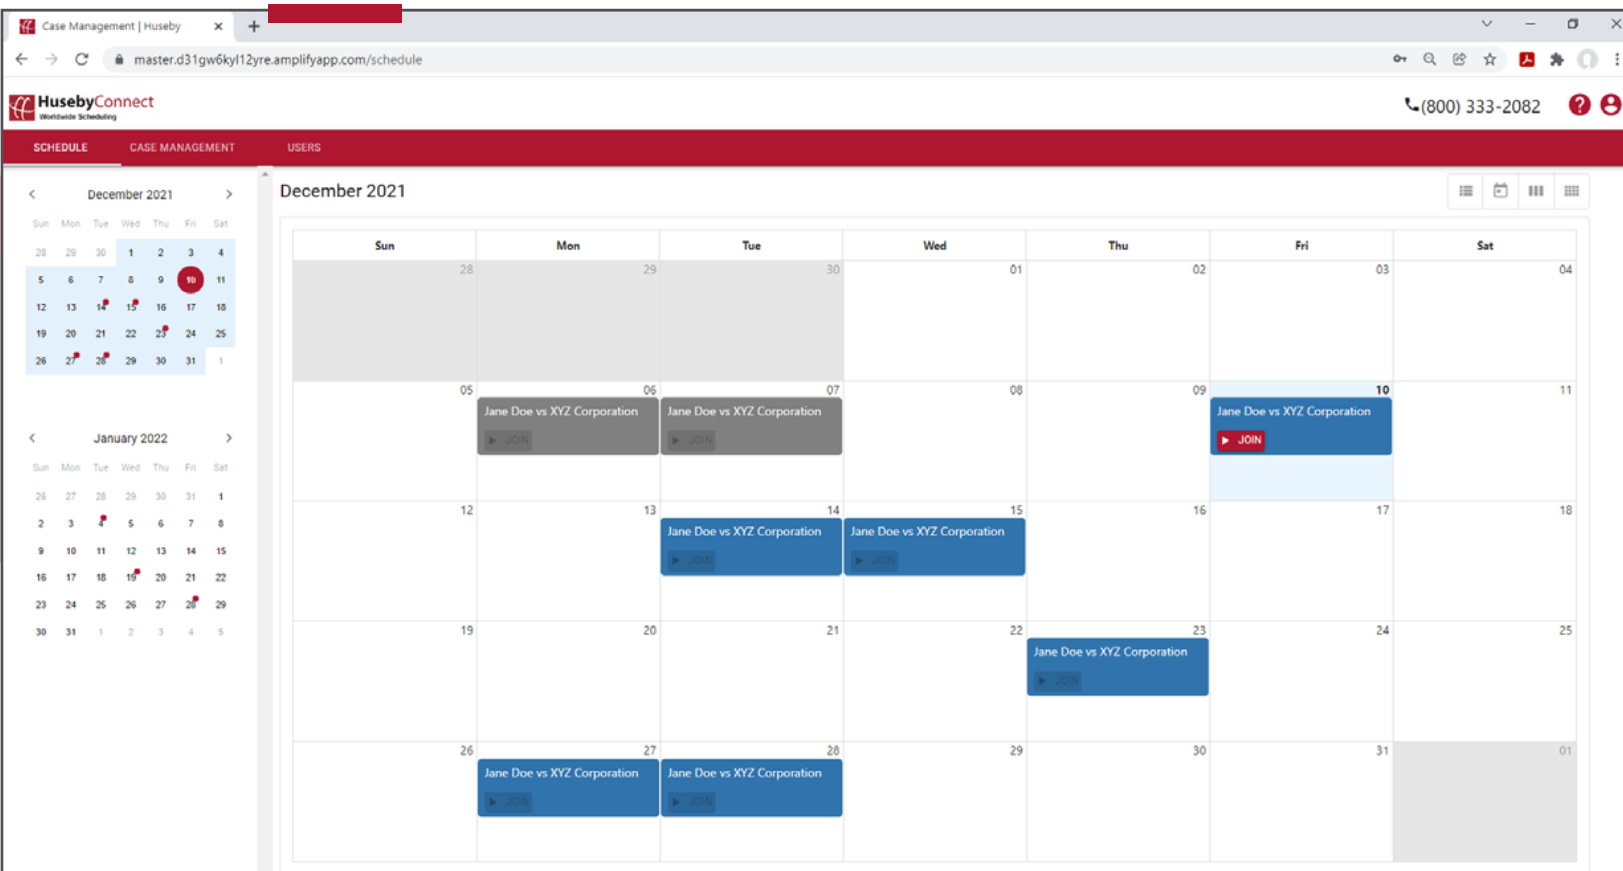 Case Management | Huseby
master.d31gw6kyl12yre.amplifyapp.com/schedule
HusebyConnect
Worldwide Scheduling
(800) 333-2082
SCHEDULE CASE MANAGEMENT USERS
December 2021
Sun Mon Tue Wed Thu Fri Sat
28 29 30 1 2 3 4
5 6 7 8 9 10 11
12 13 14 15 16 17 18
19 20 21 22 23 24 25
26 27 28 29 30 31 1
January 2022
Sun Mon Tue Wed Thu Fri Sat
26 27 28 29 30 31 1
2 3 4 5 6 7 8
9 10 11 12 13 14 15
16 17 18 19 20 21 22
23 24 25 26 27 28 29
30 31 1 2 3 4 5
December 2021
Sun Mon Tue Wed Thu Fri Sat
28 29 30 01 02 03 04
05 06 07 08 09 10 11
Jane Doe vs XYZ Corporation Jane Doe vs XYZ Corporation Jane Doe vs XYZ Corporation
JOIN JOIN JOIN
12 13 14 15 16 17 18
Jane Doe vs XYZ Corporation Jane Doe vs XYZ Corporation
JOIN JOIN
19 20 21 22 23 24 25
Jane Doe vs XYZ Corporation
JOIN
26 27 28 29 30 31 01
Jane Doe vs XYZ Corporation Jane Doe vs XYZ Corporation
JOIN JOIN